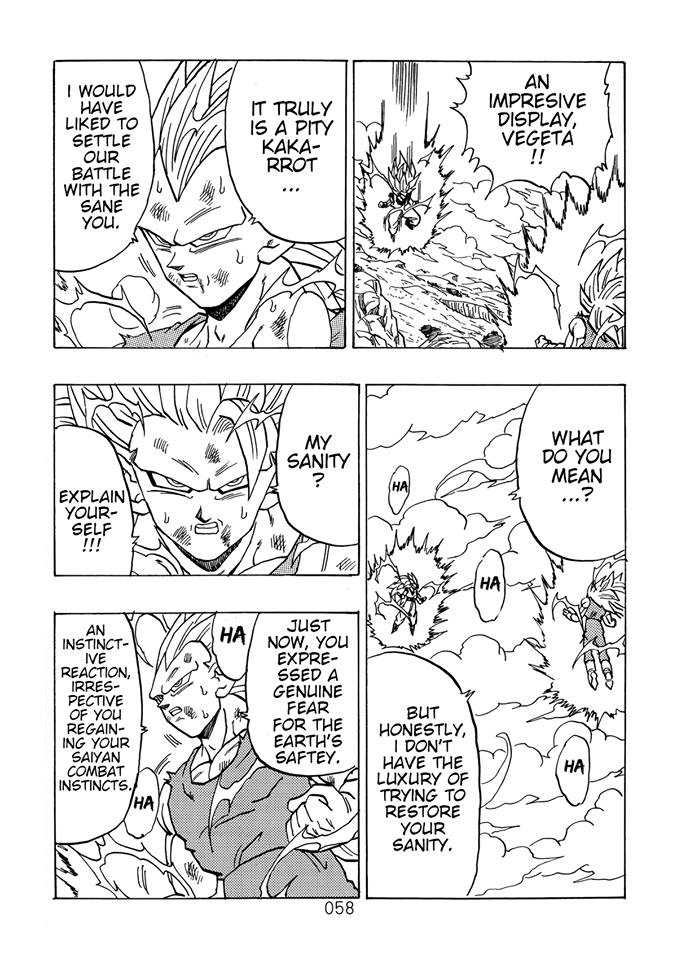 AN
IMPRESIVE
DISPLAY,
VEGETA
!!
IT TRULY
IS A PITY
KAKA-
RROT
...
I WOULD
HAVE
LIKED TO
SETTLE
OUR
BATTLE
WITH THE
SANE
YOU.
WHAT
DO YOU
MEAN
...?
HA
HA
HA
BUT
HONESTLY,
I DON'T
HAVE THE
LUXURY OF
TRYING TO
RESTORE
YOUR
SANITY.
MY
SANITY
?
EXPLAIN
YOUR-
SELF
!!!
JUST
NOW, YOU
EXPRE-
SSED A
GENUINE
FEAR
FOR THE
EARTH'S
SAFTEY.
HA
AN
INSTINCT-
IVE
REACTION,
IRRES-
PECTIVE
OF YOU
REGAIN-
ING YOUR
SAIYAN
COMBAT
INSTINCTS.
HA
058